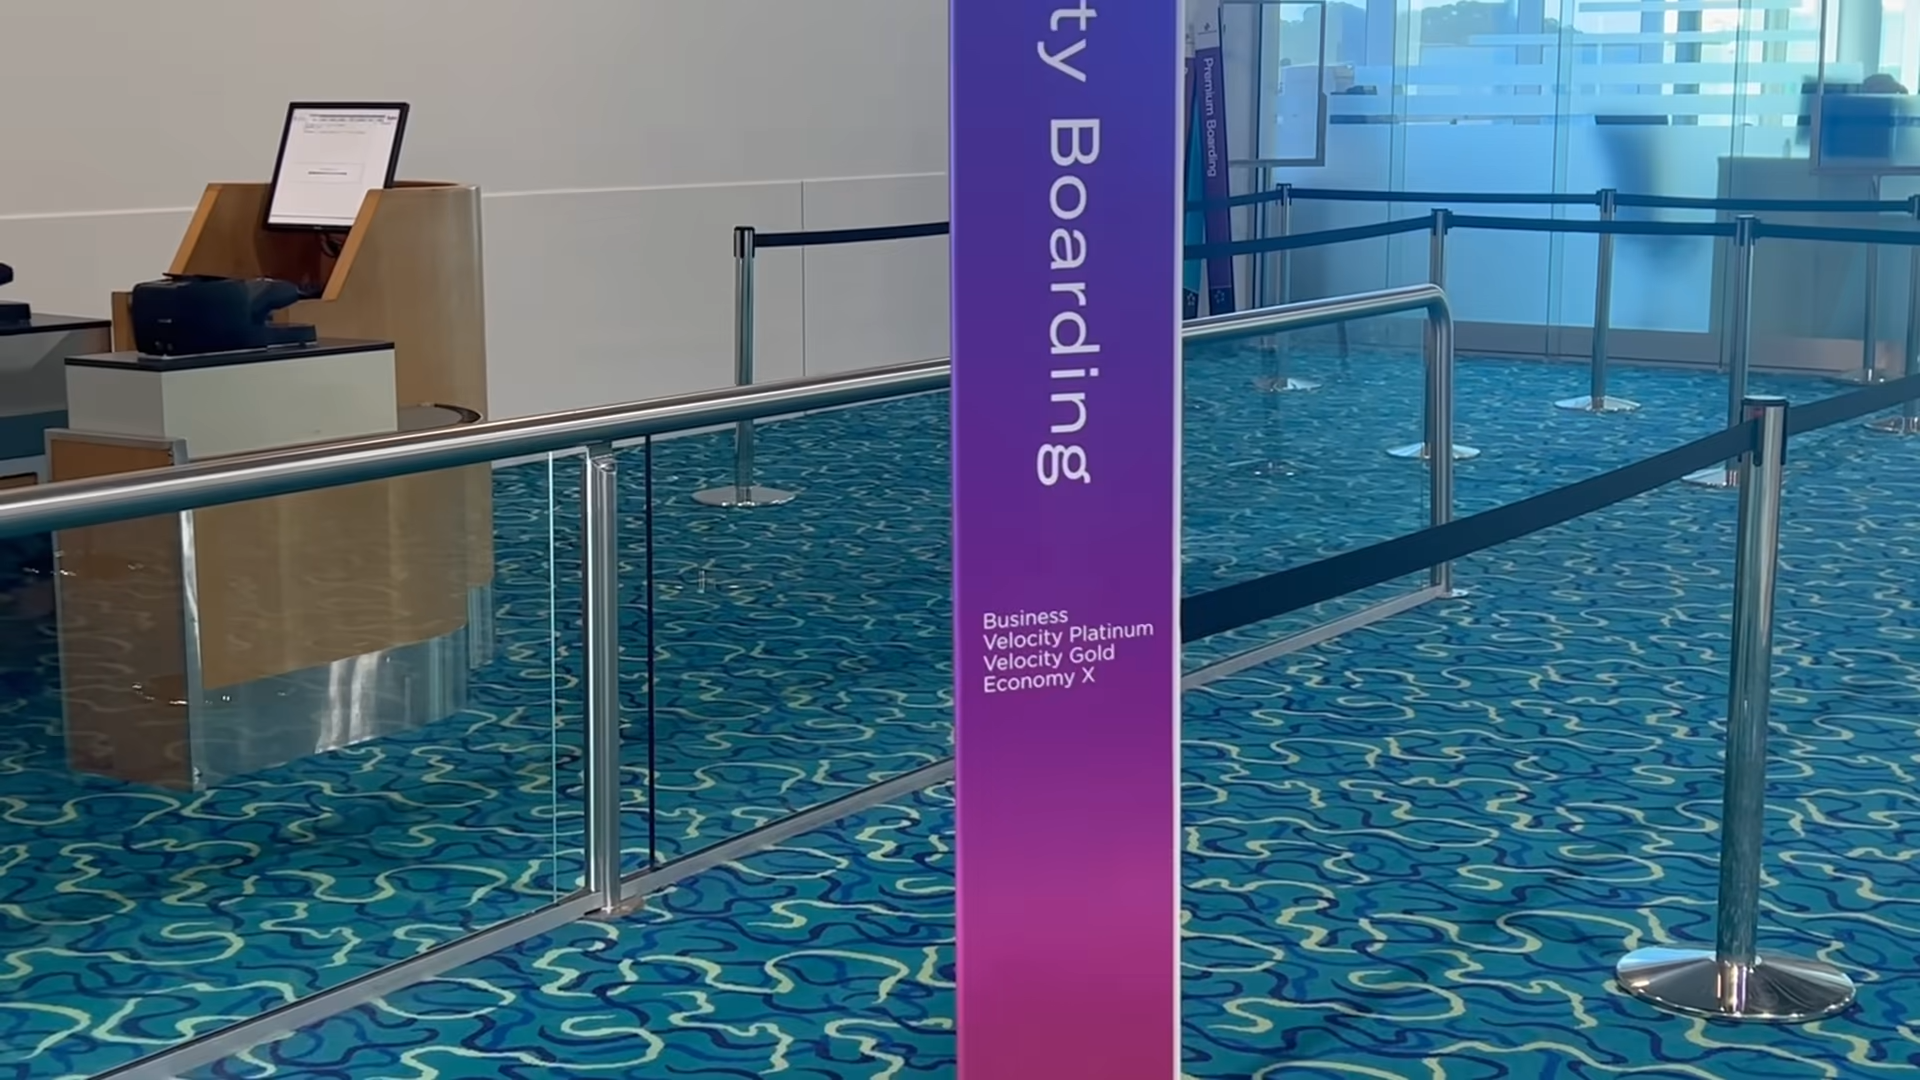 ty Boarding
Business
Velocity Platinum
Velocity Gold
Economy X
Premium Boarding